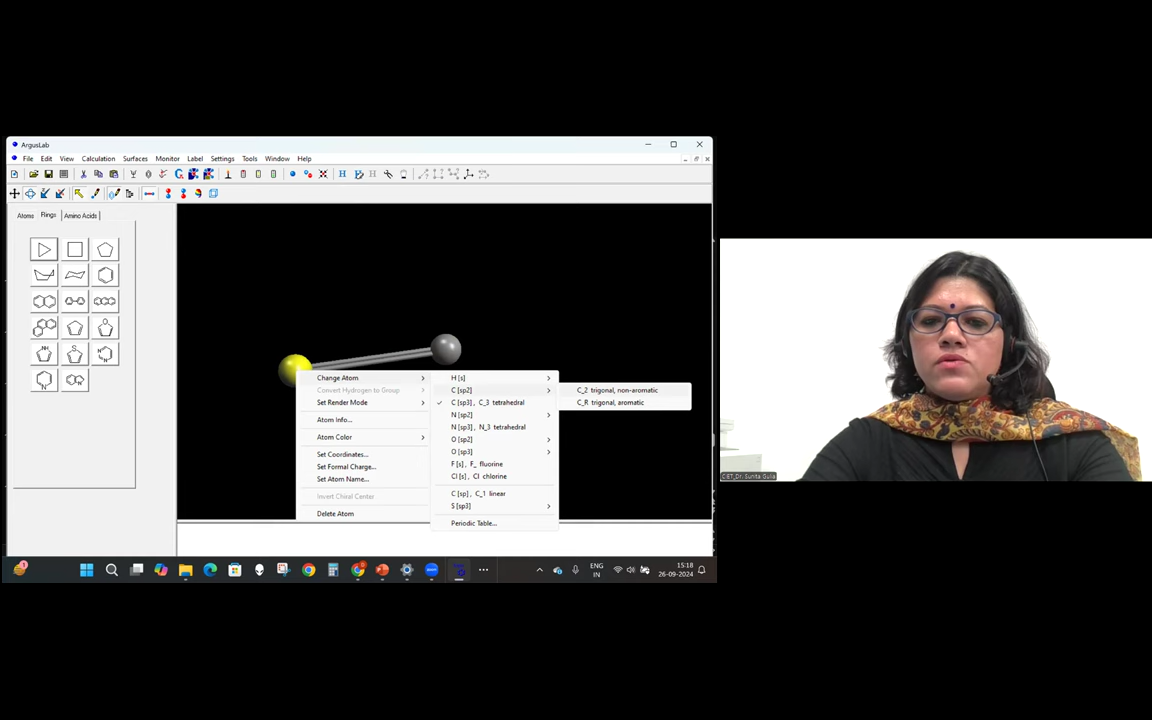 ArgusLab
File Edit View Calculation Surfaces Monitor Label Settings Tools Window Help
Atoms Rings Amino Acids
NH
S
O
N
Change Atom
Convert Hydrogen to Group
Set Render Mode
Atom Info...
Atom Color
Set Coordinates...
Set Formal Charge...
Set Atom Name...
Invert Chiral Center
Delete Atom
H [s]
C [sp2]
C [sp3] , C_3 tetrahedral
N [sp2]
N [sp3] , N_3 tetrahedral
O [sp2]
O [sp3]
F [s] , F_ fluorine
Cl [s] , Cl chlorine
C [sp] , C_1 linear
S [sp3]
Periodic Table...
C_2 trigonal, non-aromatic
C_R trigonal, aromatic
CIET_Dr. Sunita Gulia
ENG
IN
15:18
26-09-2024